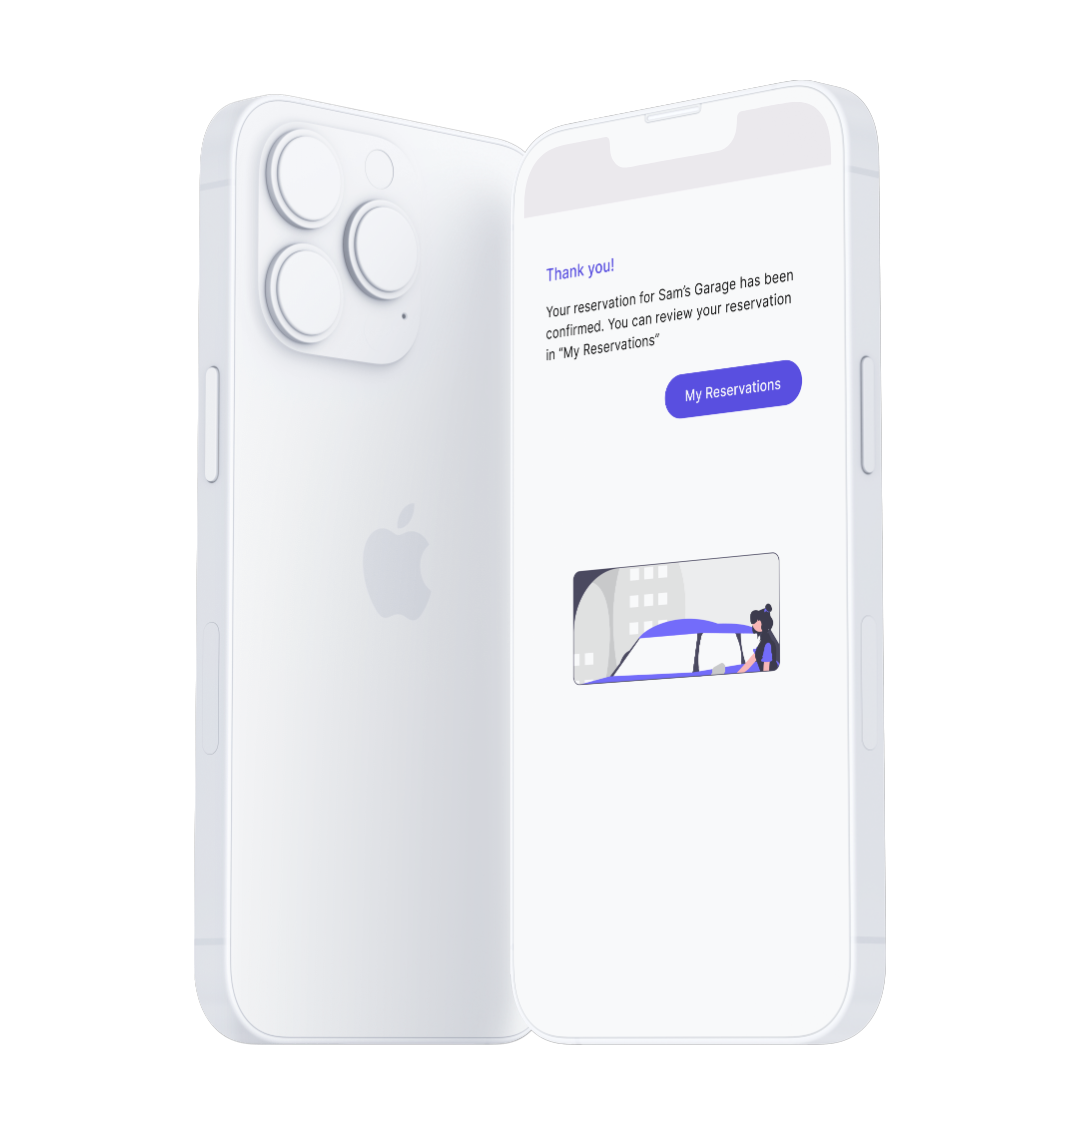 Thank you!
Your reservation for Sam's Garage has been
confirmed. You can review your reservation
in “My Reservations”
My Reservations